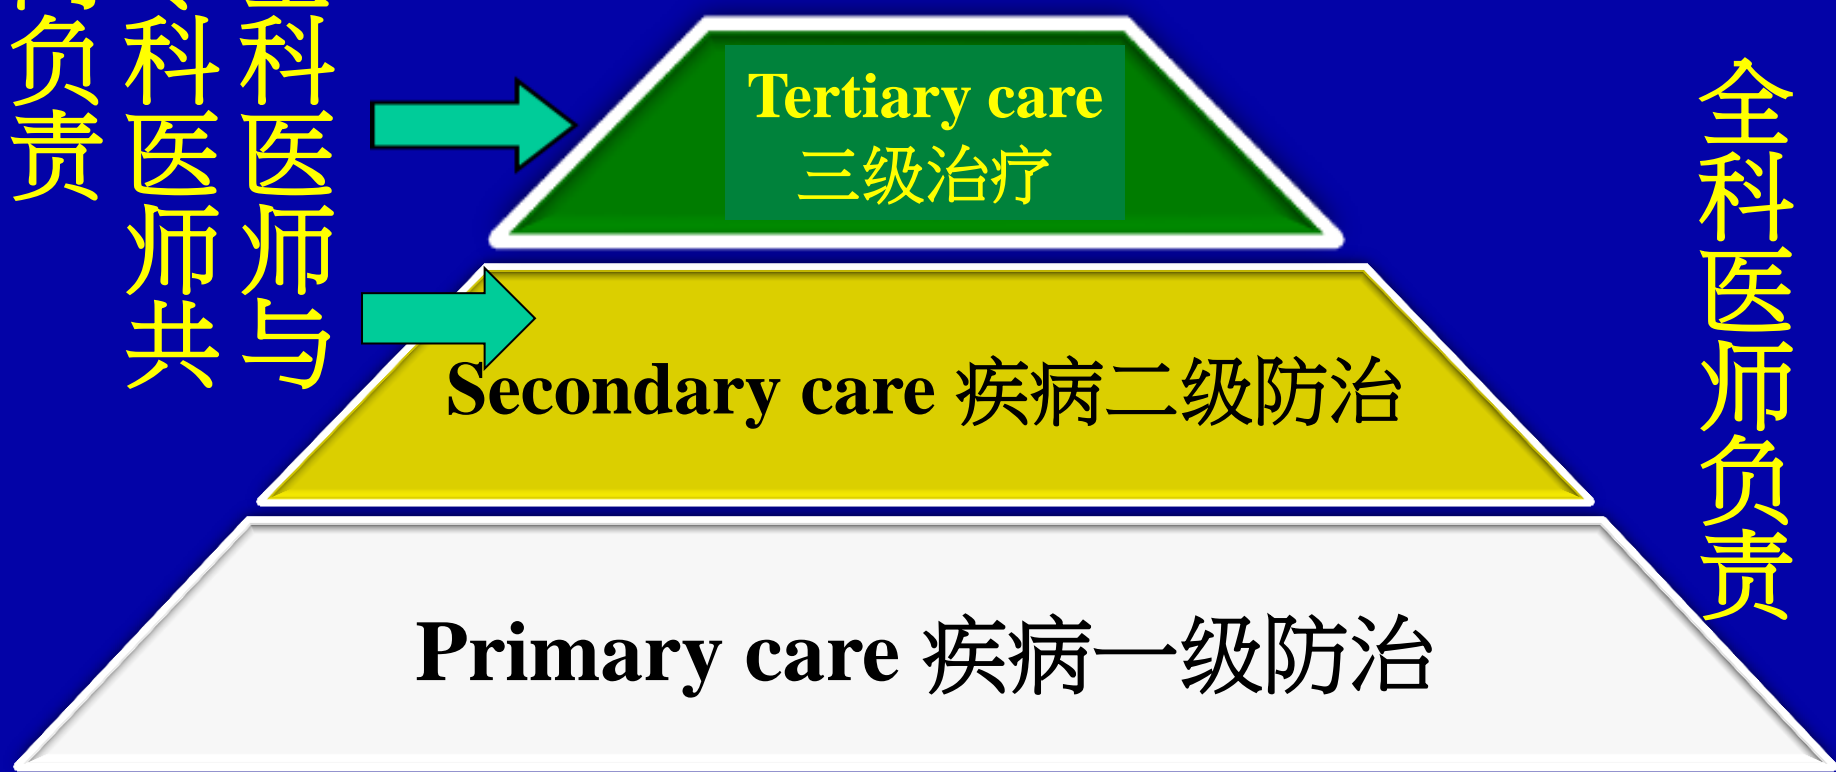 科医师与
科医师共
负责
Tertiary care
三级治疗
Secondary care 疾病二级防治
Primary care 疾病一级防治
全科医师负责